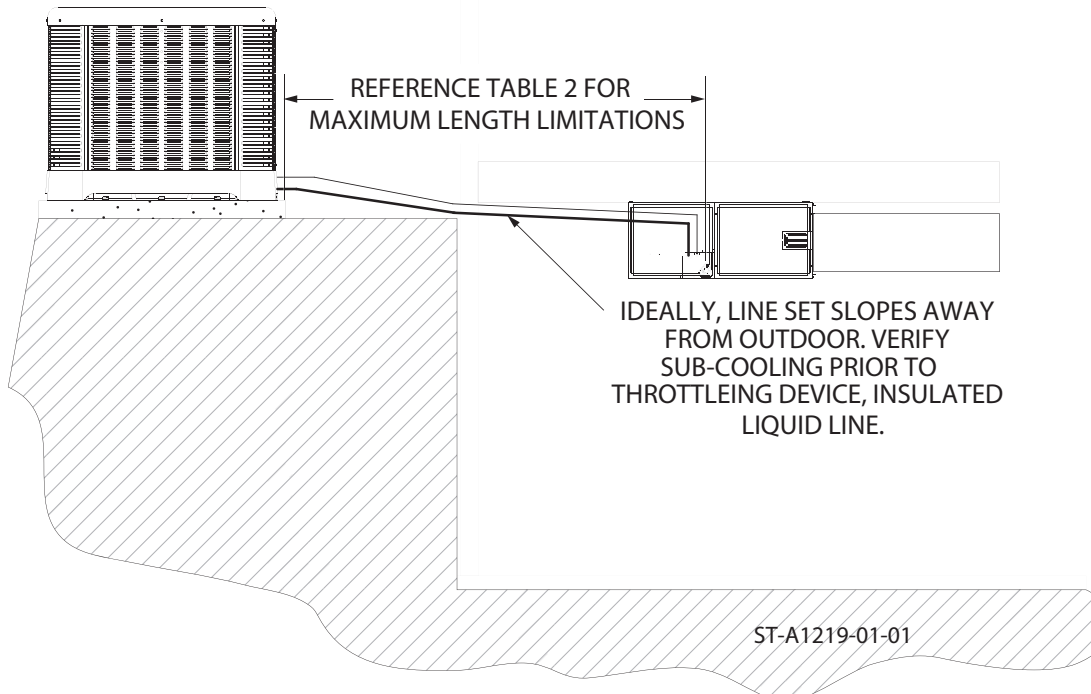 REFERENCE TABLE 2 FOR
MAXIMUM LENGTH LIMITATIONS
IDEALLY, LINE SET SLOPES AWAY
FROM OUTDOOR. VERIFY
SUB-COOLING PRIOR TO
THROTTLEING DEVICE, INSULATED
LIQUID LINE.
ST-A1219-01-01